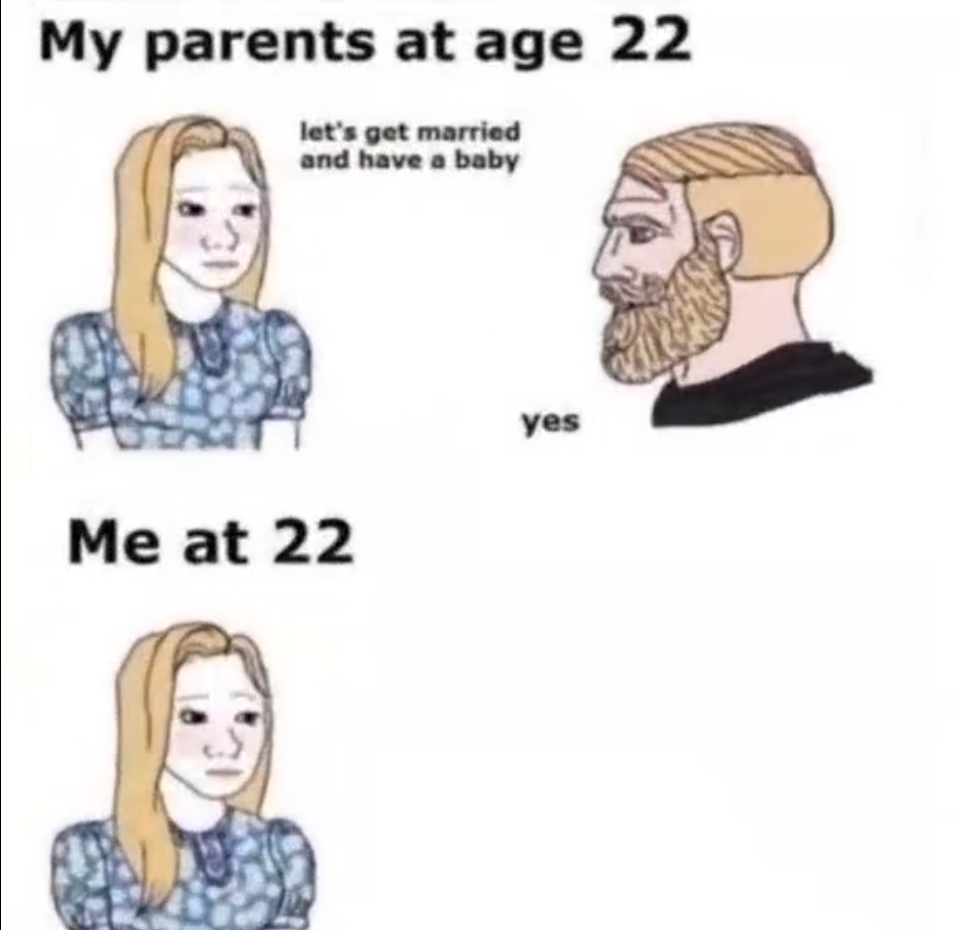 My parents at age 22
let's get married
and have a baby
yes
Me at 22